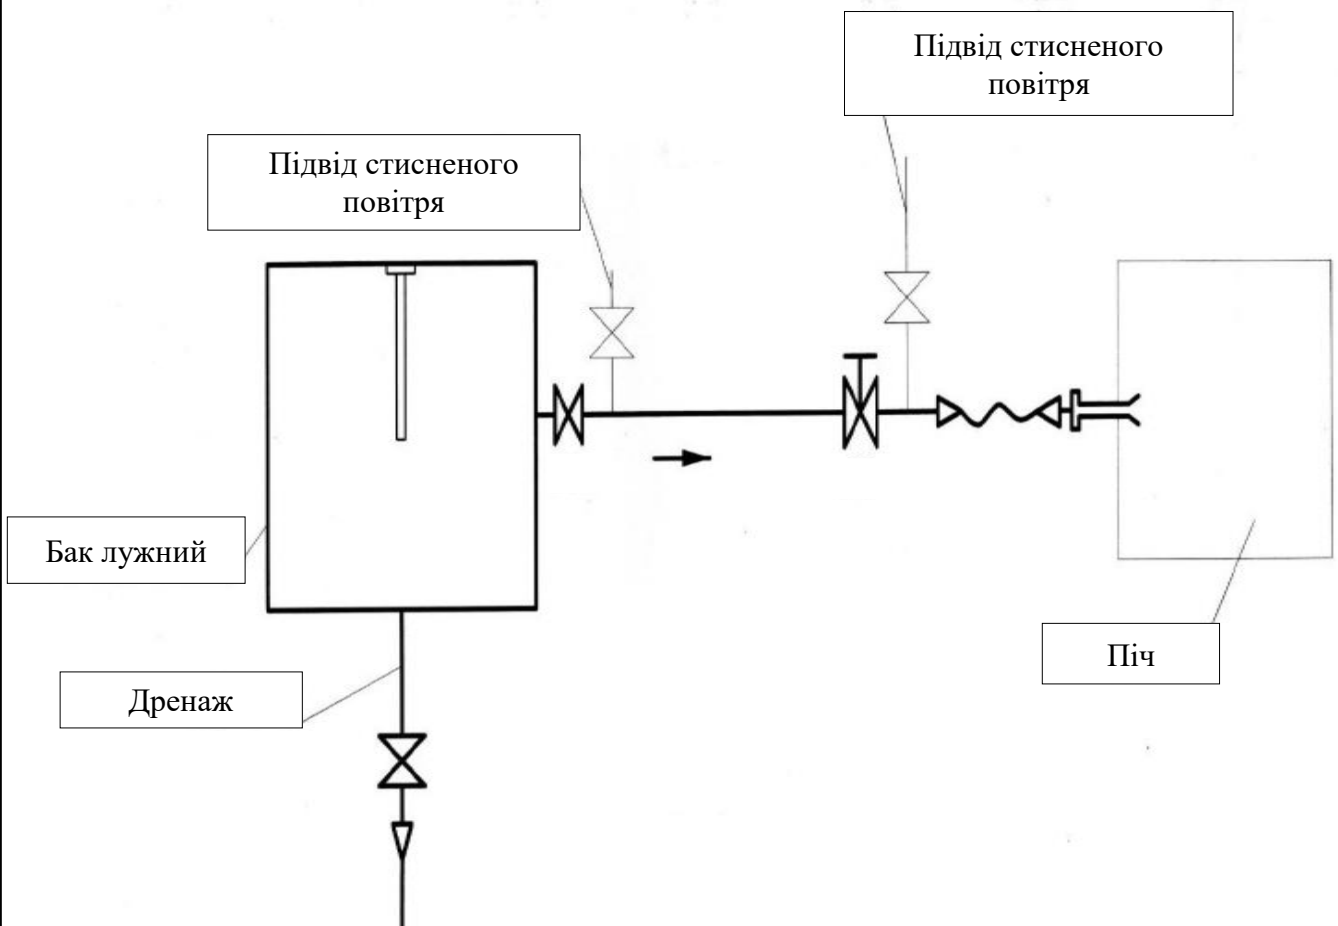 Підвід стисненого
повітря
Підвід стисненого
повітря
Бак лужний
Піч
Дренаж